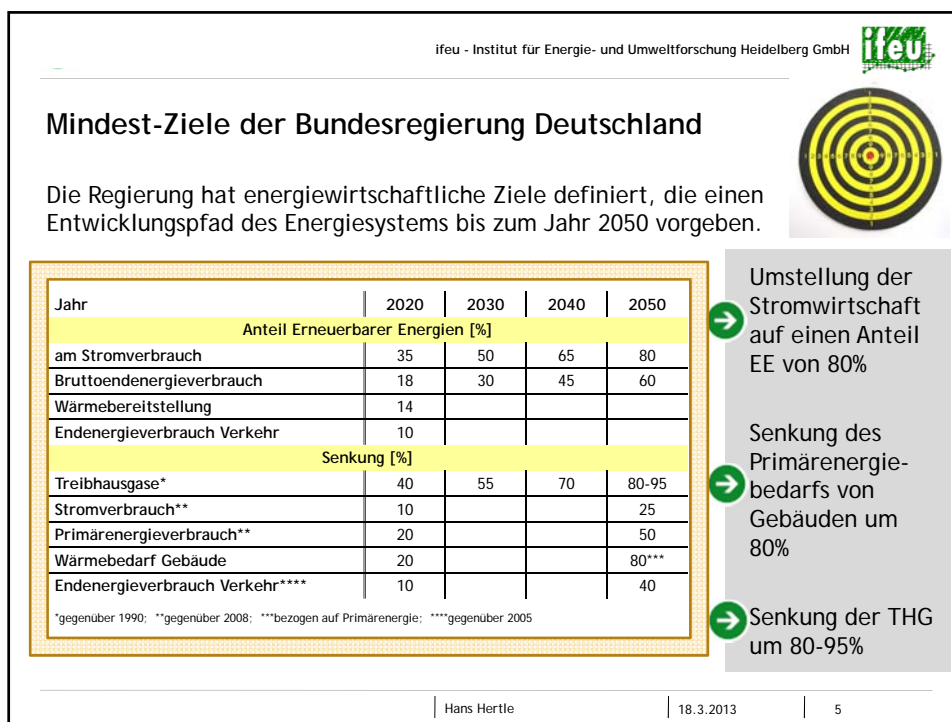 ifeu - Institut für Energie- und Umweltforschung Heidelberg GmbH
ifeu
Mindest-Ziele der Bundesregierung Deutschland
Die Regierung hat energiewirtschaftliche Ziele definiert, die einen
Entwicklungspfad des Energiesystems bis zum Jahr 2050 vorgeben.
Jahr 2020 2030 2040 2050
Anteil Erneuerbarer Energien [%]
am Stromverbrauch 35 50 65 80
Bruttoendenergieverbrauch 18 30 45 60
Wärmebereitstellung 14
Endenergieverbrauch Verkehr 10
Senkung [%]
Treibhausgase* 40 55 70 80-95
Stromverbrauch** 10 25
Primärenergieverbrauch** 20 50
Wärmebedarf Gebäude 20 80***
Endenergieverbrauch Verkehr**** 10 40
*gegenüber 1990; **gegenüber 2008; ***bezogen auf Primärenergie; ****gegenüber 2005
Umstellung der
Stromwirtschaft
auf einen Anteil
EE von 80%
Senkung des
Primärenergie-
bedarfs von
Gebäuden um
80%
Senkung der THG
um 80-95%
Hans Hertle 18.3.2013 5